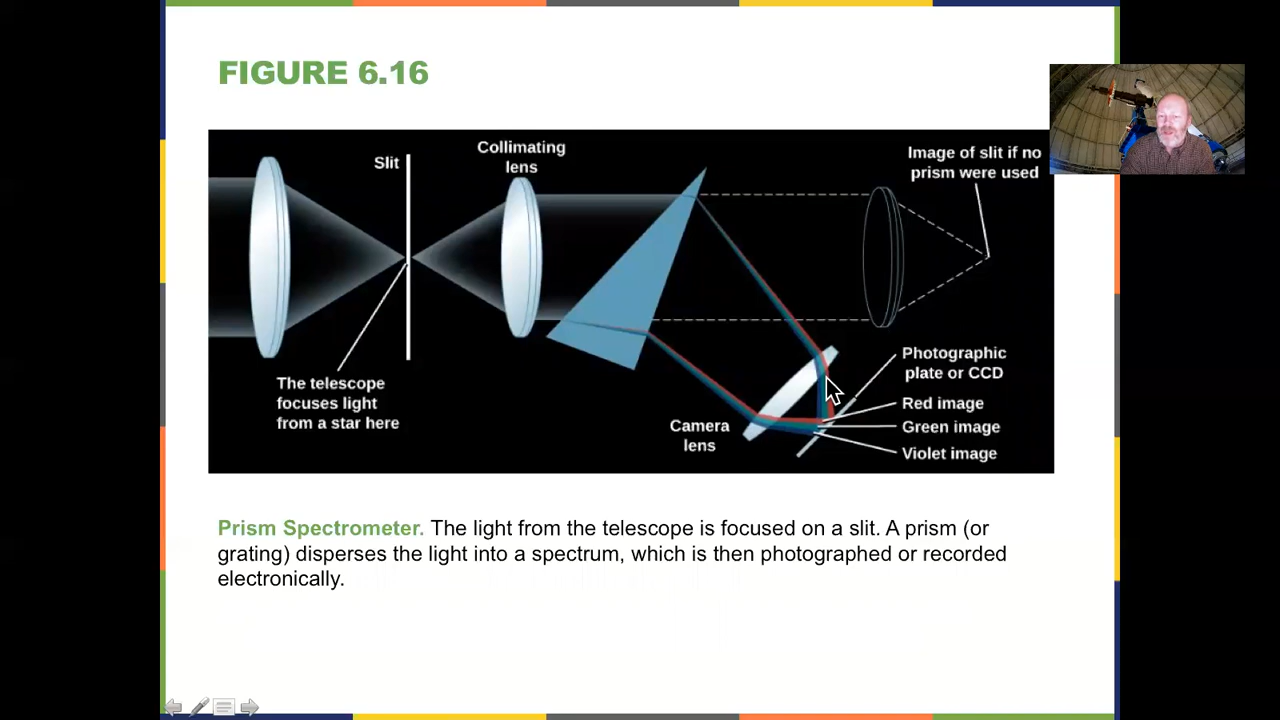 FIGURE 6.16
Slit
Collimating
lens
Image of slit if no
prism were used
The telescope
focuses light
from a star here
Camera
lens
Photographic
plate or CCD
Red image
Green image
Violet image
Prism Spectrometer. The light from the telescope is focused on a slit. A prism (or
grating) disperses the light into a spectrum, which is then photographed or recorded
electronically.